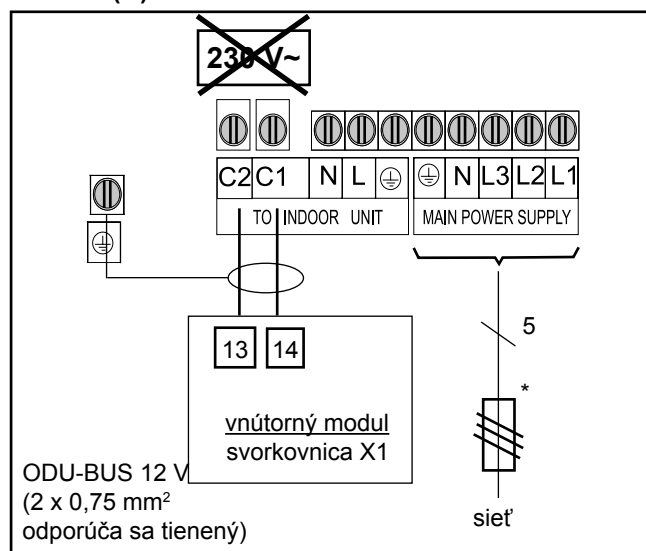 230 V~
C2 C1 N L N L3 L2 L1
TO INDOOR UNIT MAIN POWER SUPPLY
5
13 14
*
vnútorný modul
svorkovnica X1
ODU-BUS 12 V
(2 x 0,75 mm²
odporúča sa tienený)
sieť